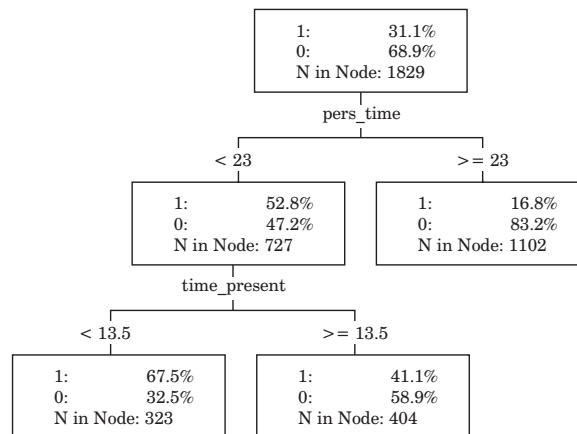 1: 31.1%
0: 68.9%
N in Node: 1829
pers_time
< 23
>= 23
1: 52.8%
0: 47.2%
N in Node: 727
1: 16.8%
0: 83.2%
N in Node: 1102
time_present
< 13.5
>= 13.5
1: 67.5%
0: 32.5%
N in Node: 323
1: 41.1%
0: 58.9%
N in Node: 404